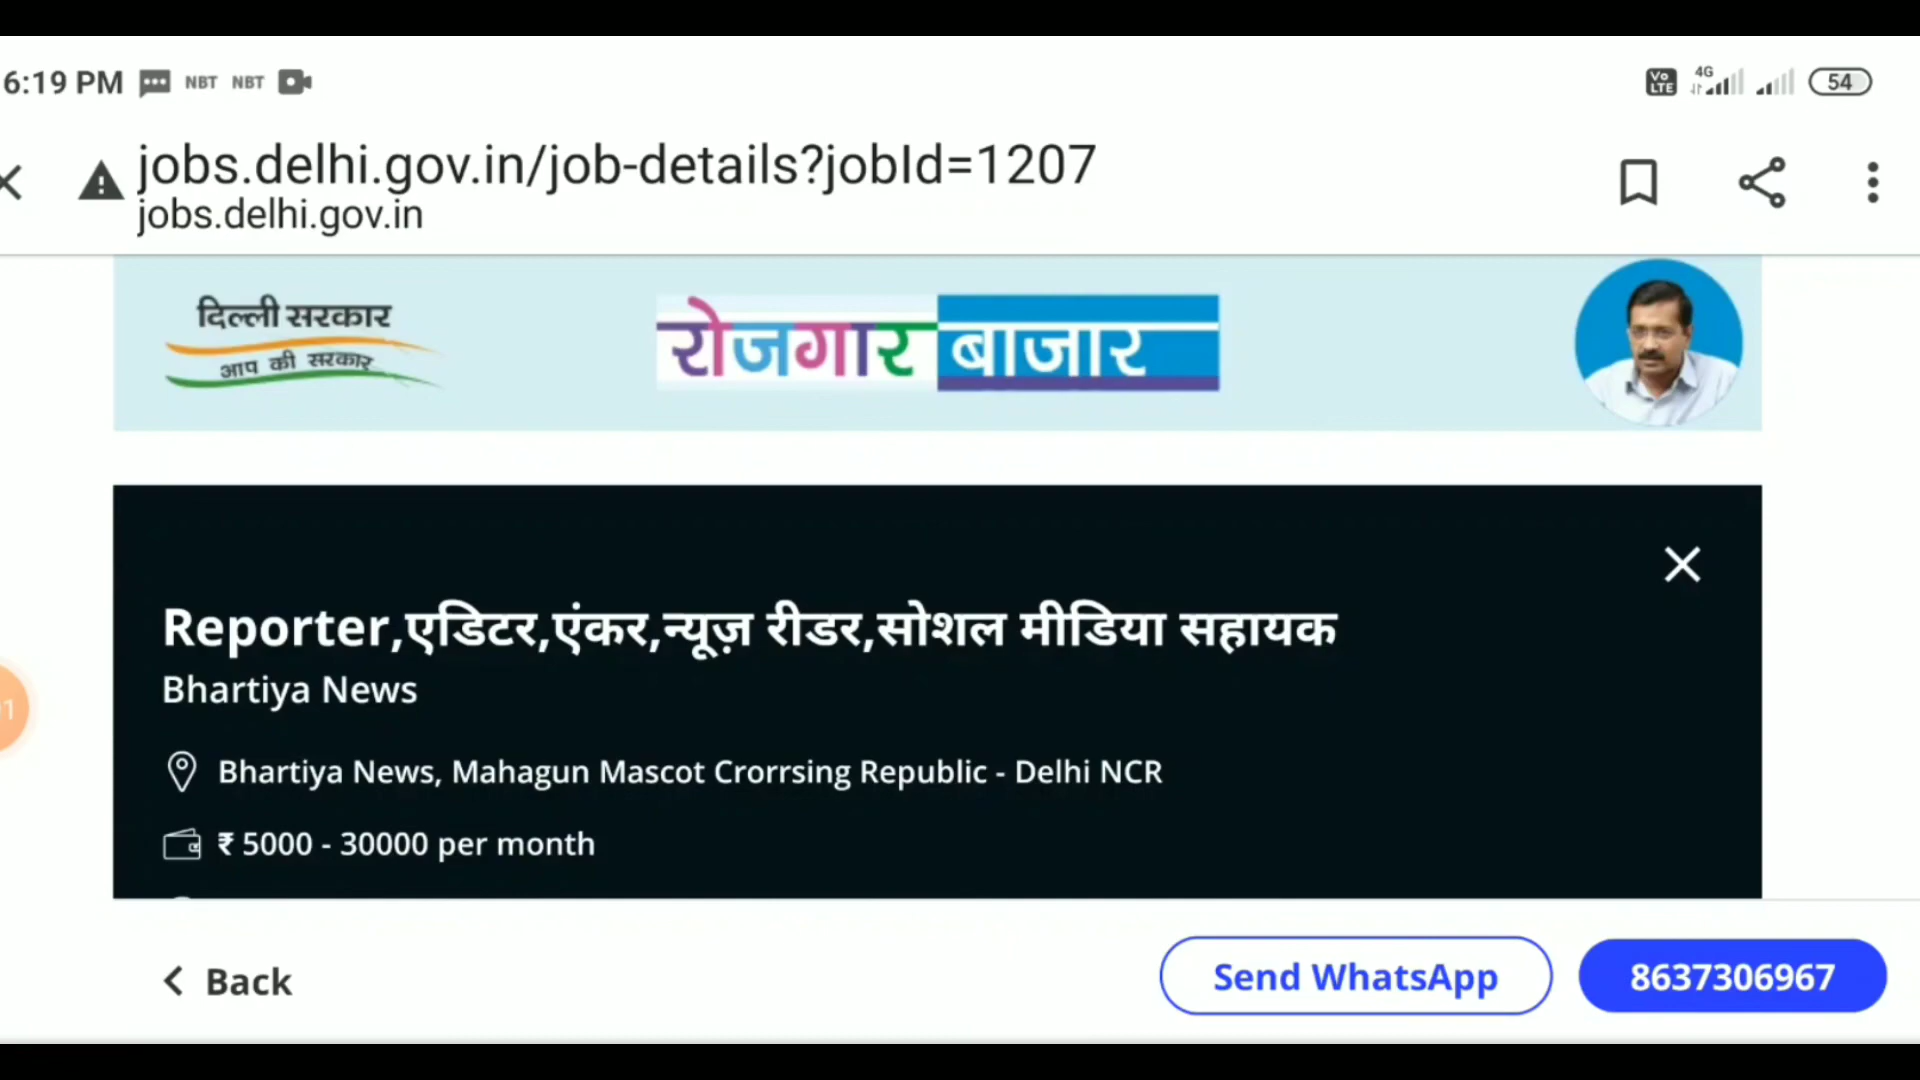 6:19 PM NBT NBT Vo LTE 4G 54
jobs.delhi.gov.in/job-details?jobId=1207
jobs.delhi.gov.in
दिल्ली सरकार
आप की सरकार
रोजगार बाजार
Reporter,एडिटर,एंकर,न्यूज़ रीडर,सोशल मीडिया सहायक
Bhartiya News
Bhartiya News, Mahagun Mascot Crorrsing Republic - Delhi NCR
₹ 5000 - 30000 per month
Back
Send WhatsApp
8637306967